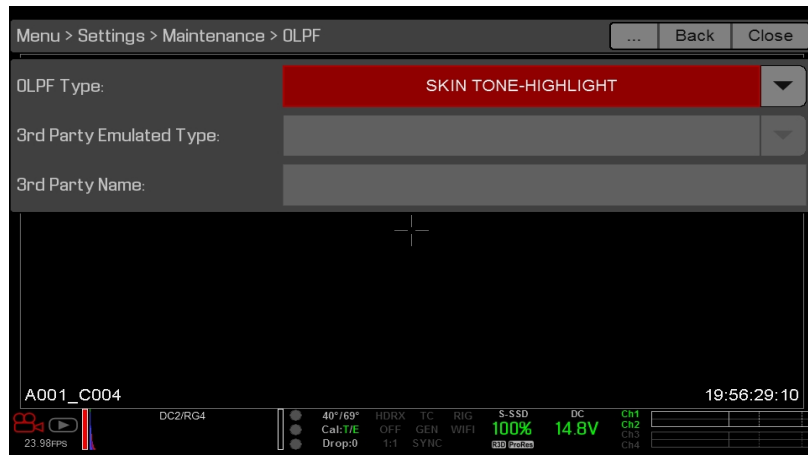 Menu > Settings > Maintenance > OLPF ... Back Close
OLPF Type: SKIN TONE-HIGHLIGHT
3rd Party Emulated Type:
3rd Party Name:
A001_C004 19:56:29:10
DC2/RG4 40°/69° HDRX TC RIG S-SSD DC Ch1
Cal:T/E OFF GEN WIFI 100% 14.8V Ch2
23.98FPS Drop:0 1:1 SYNC R3D ProRes Ch3
Ch4